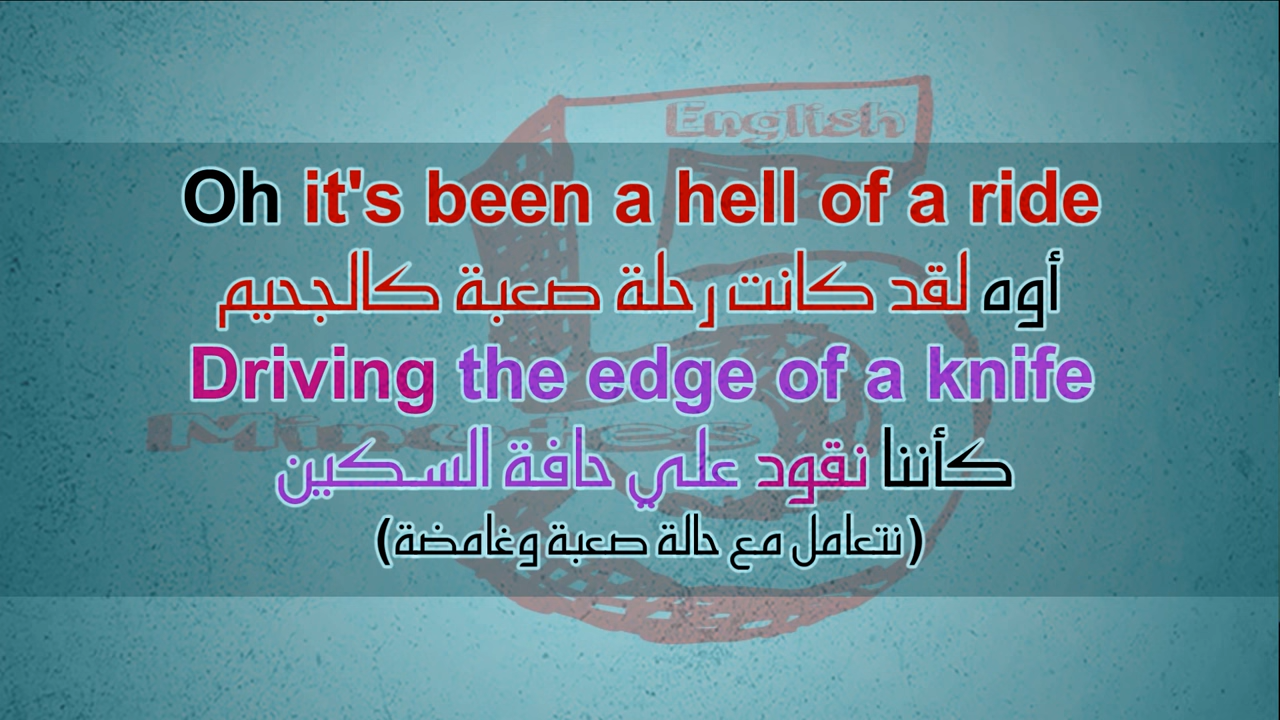 English
Oh it's been a hell of a ride
أوه لقد كانت رحلة صعبة كالجحيم
Driving the edge of a knife
Minutes
كأننا نقود علي حافة السكين
(نتعامل مع حالة صعبة وغامضة)